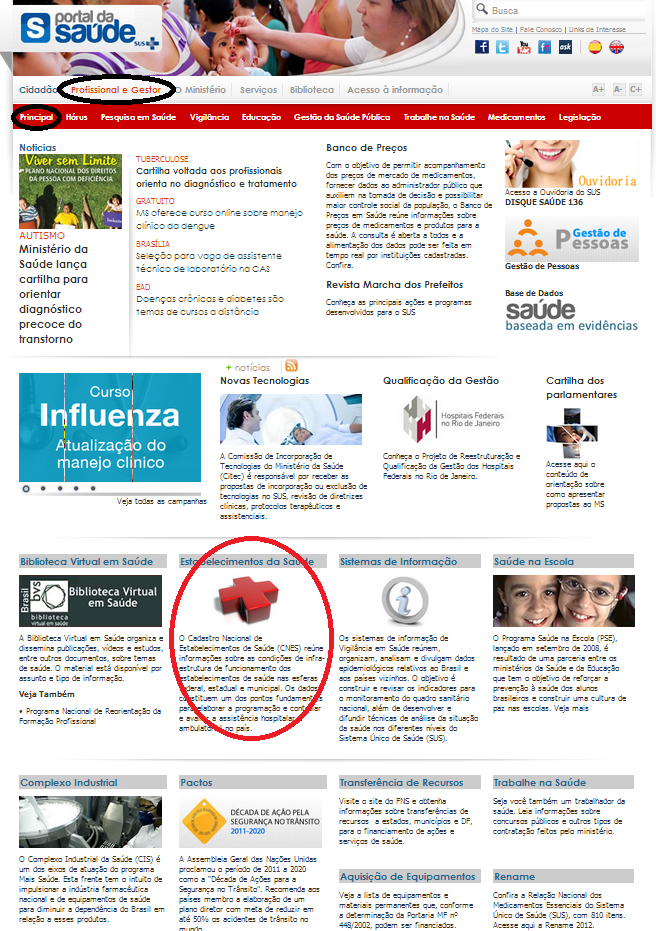 portal da
saúde
SUS
Busca
Mapa do Site | Fale Conosco | Links de Interesse
ask
Cidadão
Profissional e Gestor
O Ministério
Serviços
Biblioteca
Acesso à informação
A+
A-
C+
Principal
Hórus
Pesquisa em Saúde
Vigilância
Educação
Gestão da Saúde Pública
Trabalhe na Saúde
Medicamentos
Legislação
Notícias
Viver sem Limite
PLANO NACIONAL DOS DIREITOS
DA PESSOA COM DEFICIÊNCIA
AUTISMO
Ministério da
Saúde lança
cartilha para
orientar
diagnóstico
precoce do
transtorno
TUBERCULOSE
Cartilha voltada aos profissionais
orienta no diagnóstico e tratamento
GRATUITO
MS oferece curso online sobre manejo
clínico da dengue
BRASÍLIA
Seleção para vaga de assistente
técnico de laboratório na CAS
EAD
Doenças crônicas e diabetes são
temas de cursos a distância
+ notícias
Banco de Preços
Com o objetivo de permitir acompanhamento
dos preços de mercado de medicamentos,
fornecer dados ao administrador público que
auxiliem na tomada de decisão e possibilitar
maior controle social da população, o Banco de
Preços em Saúde reúne informações sobre
preços de medicamentos e produtos para a
saúde. A consulta é aberta a todos e a
alimentação dos dados pode ser feita em
tempo real por instituições cadastradas.
Confira.
Revista Marcha dos Prefeitos
Conheça as principais ações e programas
desenvolvidos para o SUS
Ouvidoria
Acesso a Ouvidoria do SUS
DISQUE SAÚDE 136
Gestão de
Pessoas
Gestão de Pessoas
Base de Dados
saúde
baseada em evidências
Curso
Influenza
Atualização do
manejo clínico
Veja todas as campanhas
Novas Tecnologias
A Comissão de Incorporação de
Tecnologias do Ministério da Saúde
(Citec) é responsável por receber as
propostas de incorporação ou exclusão de
tecnologias no SUS, revisão de diretrizes
clínicas, protocolos terapêuticos e
assistenciais.
Qualificação da Gestão
Hospitais Federais
no Rio de Janeiro
Conheça o Projeto de Reestruturação e
Qualificação da Gestão dos Hospitais
Federais no Rio de Janeiro.
Cartilha dos
parlamentares
Acesse aqui o
conteúdo de
orientação sobre
como apresentar
propostas ao MS
Biblioteca Virtual em Saúde
Brasil
bvs
biblioteca
virtual em saúde
Biblioteca Virtual
em Saúde
A Biblioteca Virtual em Saúde organiza e
dissemina publicações, vídeos e estudos,
entre outros documentos, sobre temas
de saúde. O material está disponível por
assunto e tipo de informação.
Veja Também
• Programa Nacional de Reorientação da
Formação Profissional
Estabelecimentos da Saúde
O Cadastro Nacional de
Estabelecimentos de Saúde (CNES) reúne
informações sobre as condições de infra-
estrutura de funcionamento dos
estabelecimentos de saúde nas esferas
federal, estadual e municipal. Os dados
constituem um dos pontos fundamentais
para elaborar a programação e controlar
e avaliar a assistência hospitalar
ambulatorial no país.
Sistemas de Informação
Os sistemas de informação de
Vigilância em Saúde reúnem,
organizam, analisam e divulgam dados
epidemiológicos relativos ao Brasil e
aos países vizinhos. O objetivo é
construir e revisar os indicadores para
o monitoramento do quadro sanitário
nacional, além de desenvolver e
difundir técnicas de análise da situação
da saúde nos diferentes níveis do
Sistema Único de Saúde (SUS).
Saúde na Escola
O Programa Saúde na Escola (PSE),
lançado em setembro de 2008, é
resultado de uma parceria entre os
ministérios da Saúde e da Educação
que tem o objetivo de reforçar a
prevenção à saúde dos alunos
brasileiros e construir uma cultura de
paz nas escolas. Veja mais
Complexo Industrial
O Complexo Industrial da Saúde (CIS) é
um dos eixos de atuação do programa
Mais Saúde. Esta frente tem o intuito de
impulsionar a indústria farmacêutica
nacional e de equipamentos de saúde
para diminuir a dependência do Brasil em
relação a esses produtos.
Pactos
DÉCADA DE AÇÃO PELA
SEGURANÇA NO TRÂNSITO
2011-2020
A Assembleia Geral das Nações Unidas
proclamou o período de 2011 a 2020
como a "Década de Ações para a
Segurança no Trânsito". Recomenda aos
países membro a elaboração de um
plano diretor com meta de reduzir em
até 50% os acidentes de trânsito no
mundo.
Transferência de Recursos
Visite o site do FNS e obtenha
informações sobre transferências de
recursos a estados, municípios e DF,
para o financiamento de ações e
serviços de saúde.
Aquisição de Equipamentos
Veja a lista de equipamentos e
materiais permanentes que, conforme
a determinação da Portaria MF nº
448/2002, podem ser financiados.
Trabalhe na Saúde
Seja você também um trabalhador da
saúde. Leia informações sobre
concursos públicos e outros tipos de
contratação feitos pelo ministério.
Rename
Confira a Relação Nacional dos
Medicamentos Essenciais do Sistema
Único de Saúde (SUS), com 810 itens.
Acesse aqui a Rename 2012.